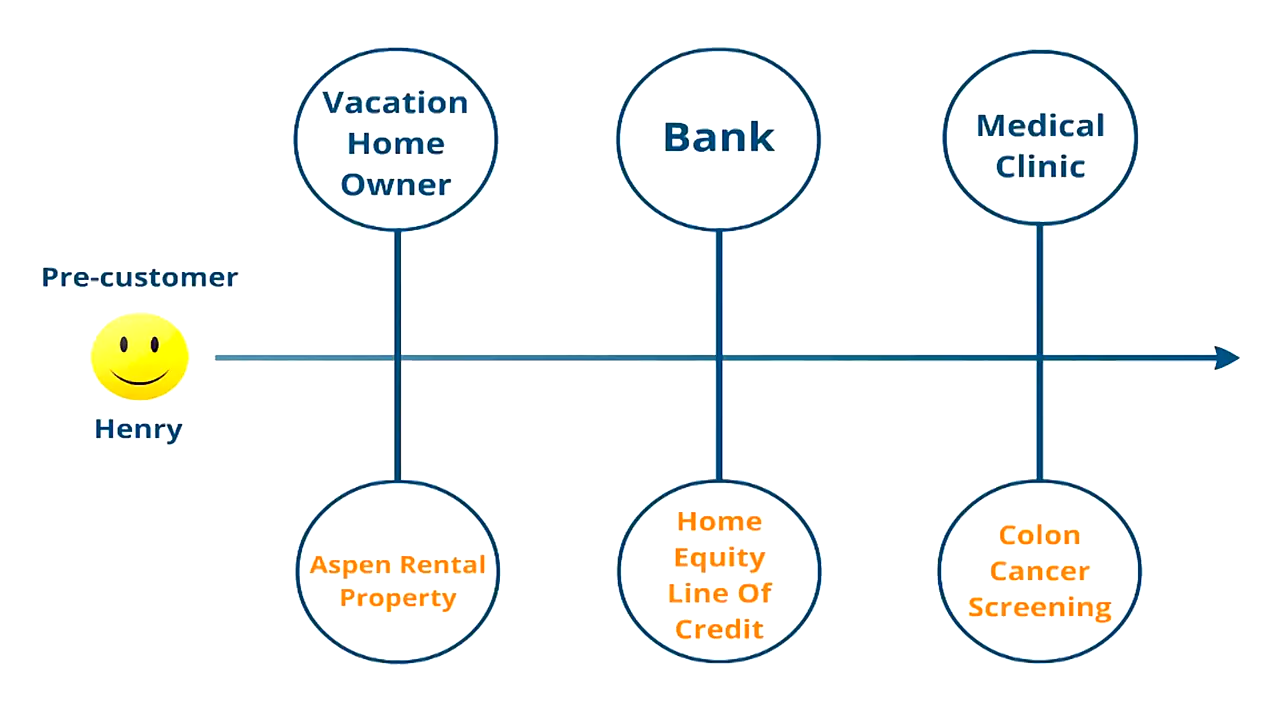 Vacation
Home
Owner
Bank
Medical
Clinic
Pre-customer
Henry
Aspen Rental
Property
Home
Equity
Line Of
Credit
Colon
Cancer
Screening